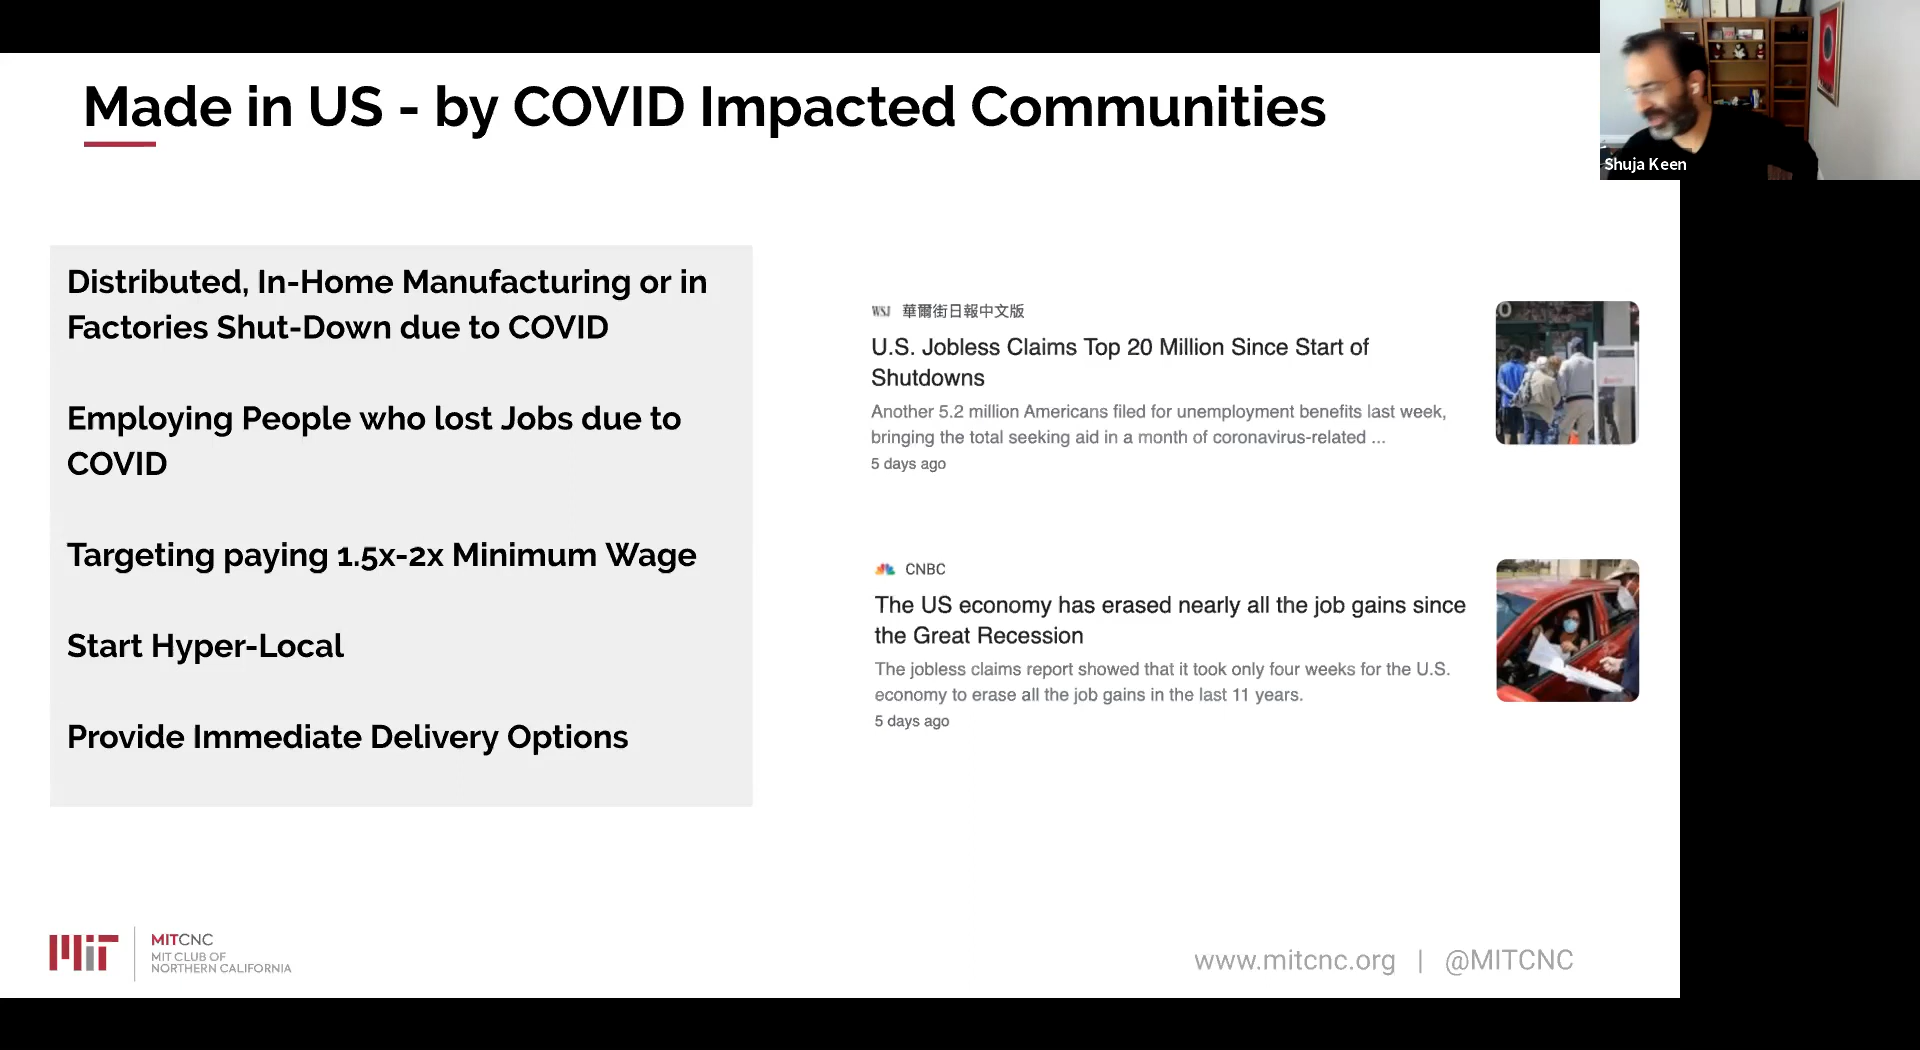 Made in US - by COVID Impacted Communities
Shuja Keen
Distributed, In-Home Manufacturing or in
Factories Shut-Down due to COVID
Employing People who lost Jobs due to
COVID
Targeting paying 1.5x-2x Minimum Wage
Start Hyper-Local
Provide Immediate Delivery Options
WSJ 華爾街日報中文版
U.S. Jobless Claims Top 20 Million Since Start of
Shutdowns
Another 5.2 million Americans filed for unemployment benefits last week,
bringing the total seeking aid in a month of coronavirus-related ...
5 days ago
CNBC
The US economy has erased nearly all the job gains since
the Great Recession
The jobless claims report showed that it took only four weeks for the U.S.
economy to erase all the job gains in the last 11 years.
5 days ago
MIT
MITCNC
MIT CLUB OF
NORTHERN CALIFORNIA
www.mitcnc.org | @MITCNC